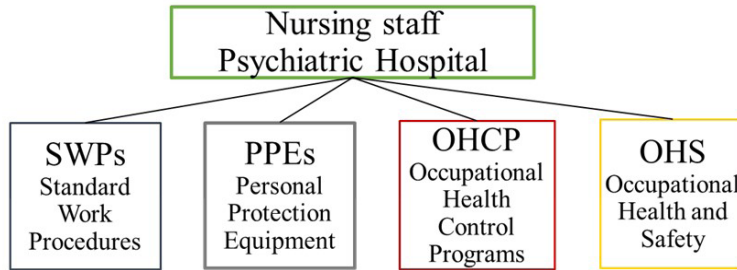 Nursing staff
Psychiatric Hospital
SWPs
Standard
Work
Procedures
PPEs
Personal
Protection
Equipment
OHCP
Occupational
Health
Control
Programs
OHS
Occupational
Health and
Safety